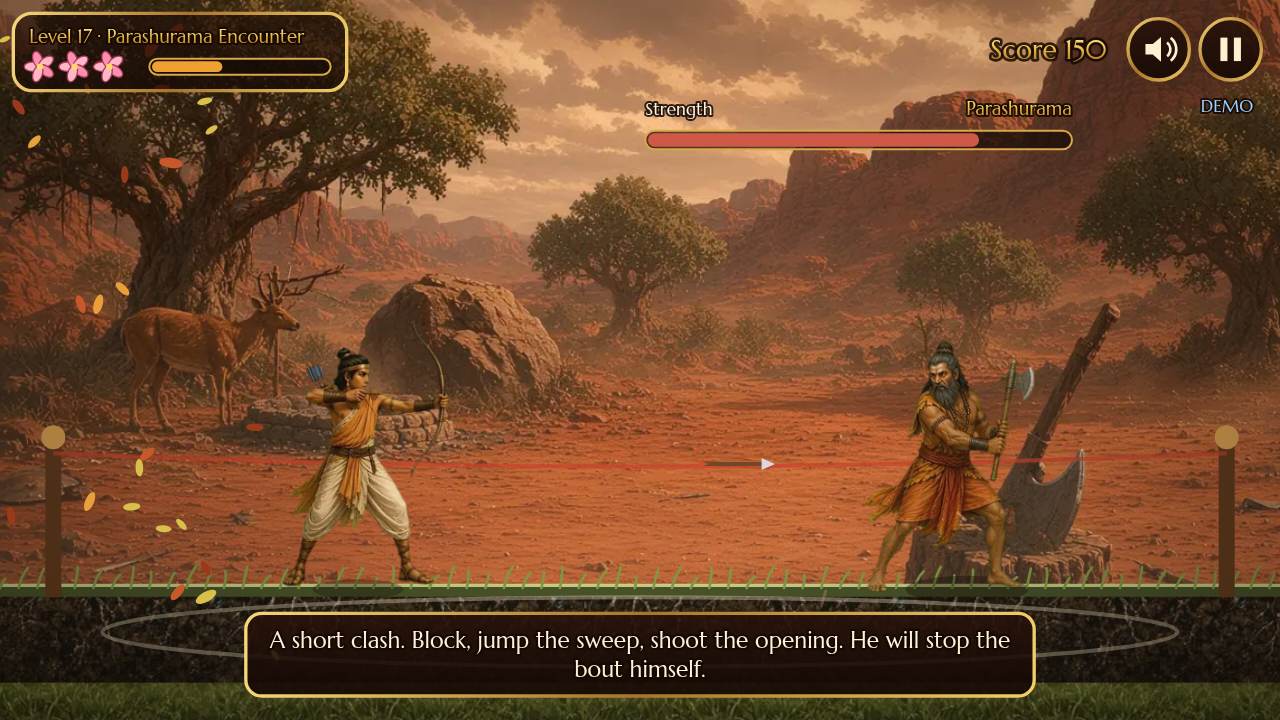 Level 17 · Parashurama Encounter
Score 150
Strength
Parashurama
DEMO
A short clash. Block, jump the sweep, shoot the opening. He will stop the
bout himself.